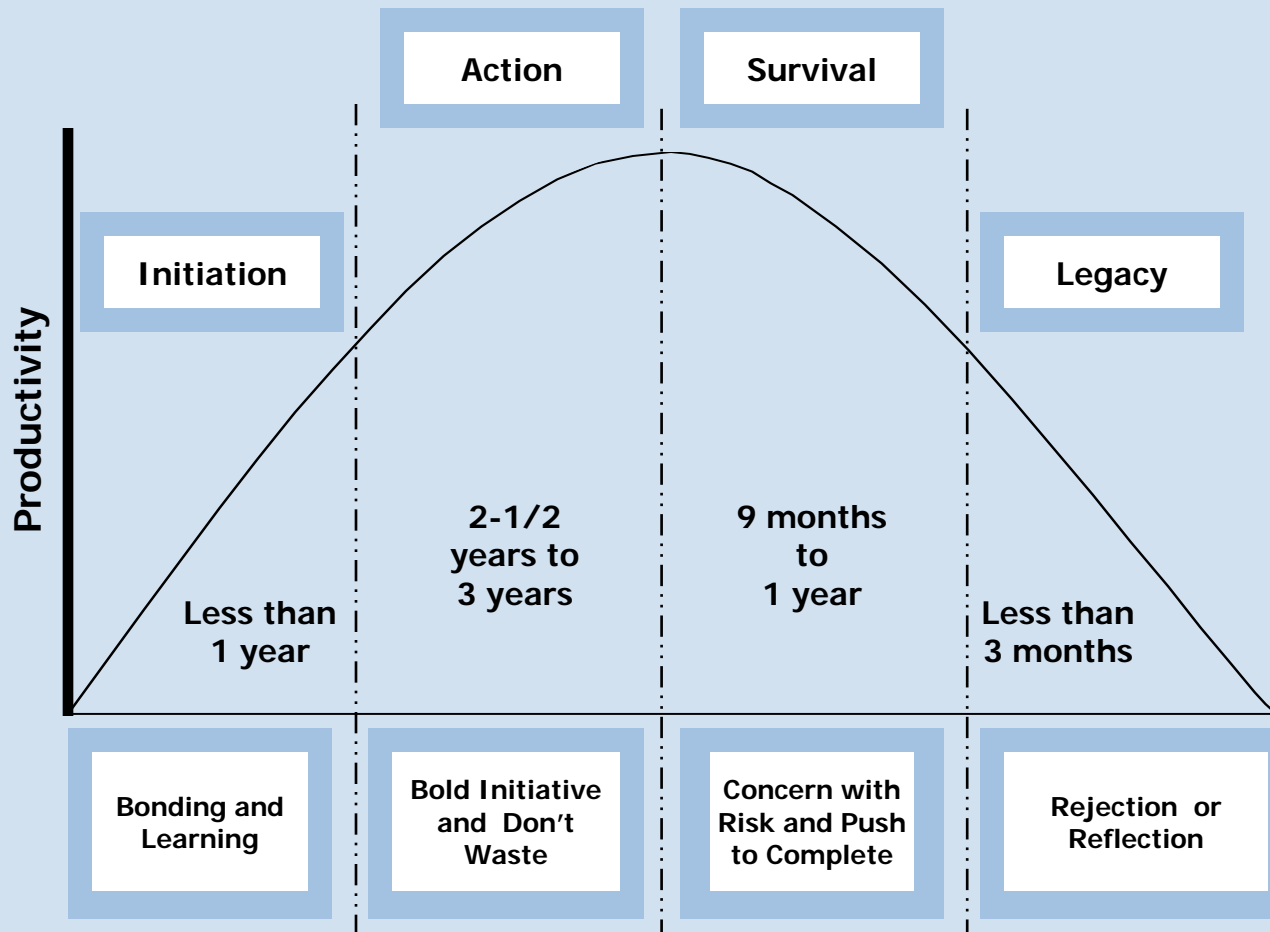 Action
Survival
Initiation
Legacy
Productivity
2-1/2
years to
3 years
9 months
to
1 year
Less than
1 year
Less than
3 months
Bonding and
Learning
Bold Initiative
and Don't
Waste
Concern with
Risk and Push
to Complete
Rejection or
Reflection